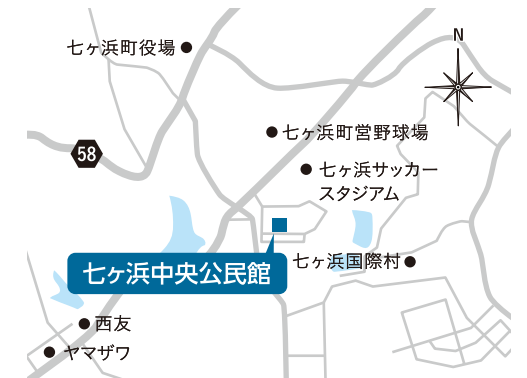 N
七ヶ浜町役場
七ヶ浜町営野球場
58
七ヶ浜サッカー
スタジアム
七ヶ浜中央公民館
七ヶ浜国際村
西友
ヤマザワ